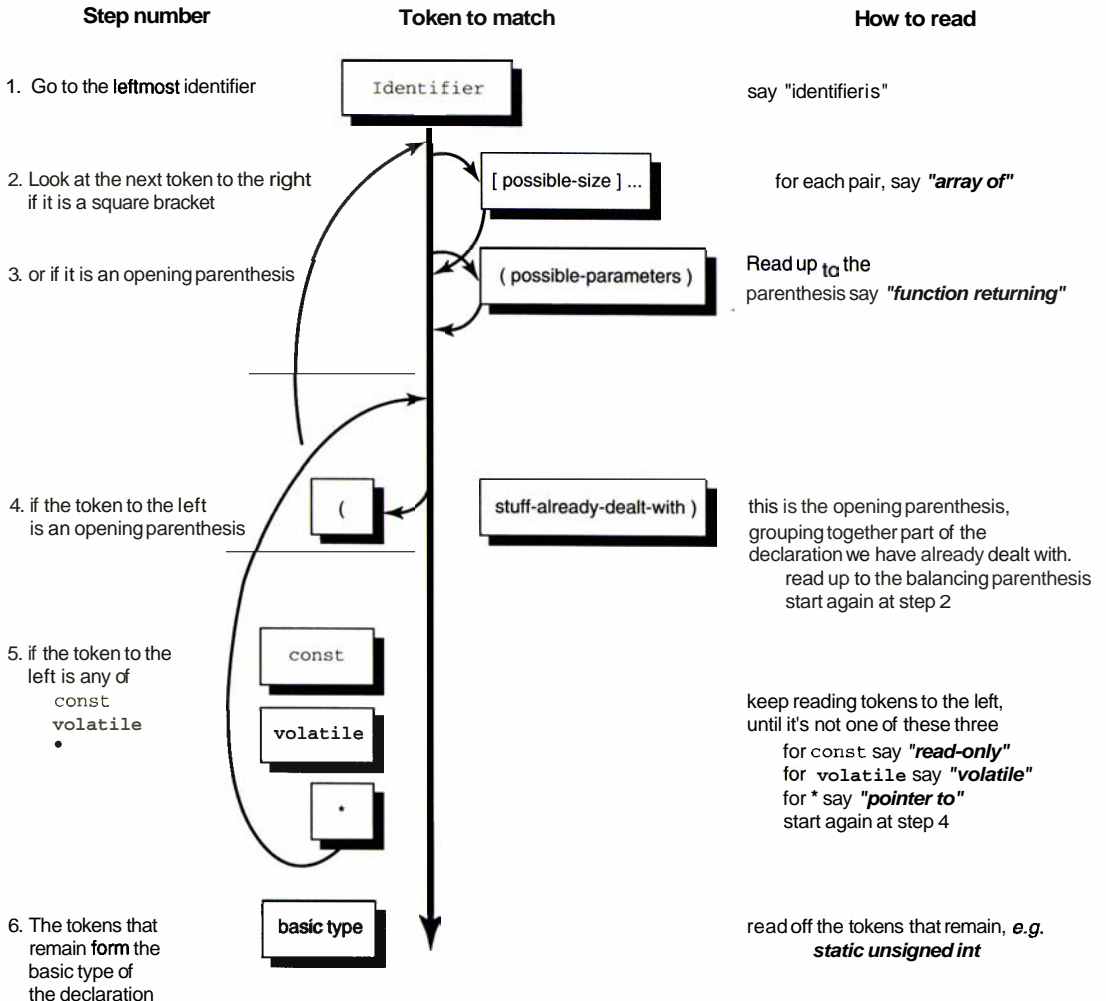 Step number
Token to match
How to read
1. Go to the leftmost identifier
Identifier
say "identifieris"
2. Look at the next token to the right
if it is a square bracket
[ possible-size ] ...
for each pair, say "array of"
3. or if it is an opening parenthesis
( possible-parameters )
Read up to the
parenthesis say "function returning"
4. if the token to the left
is an opening parenthesis
(
stuff-already-dealt-with )
this is the opening parenthesis,
grouping together part of the
declaration we have already dealt with.
read up to the balancing parenthesis
start again at step 2
5. if the token to the
left is any of
const
volatile
•
const
volatile
*
keep reading tokens to the left,
until it's not one of these three
for const say "read-only"
for volatile say "volatile"
for * say "pointer to"
start again at step 4
6. The tokens that
remain form the
basic type of
the declaration
basic type
read off the tokens that remain, e.g.
static unsigned int